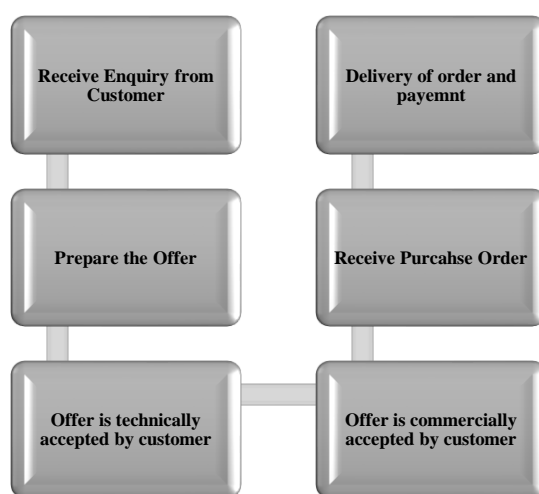 Receive Enquiry from
Customer
Prepare the Offer
Offer is technically
accepted by customer
Offer is commercially
accepted by customer
Receive Purcahse Order
Delivery of order and
payemnt